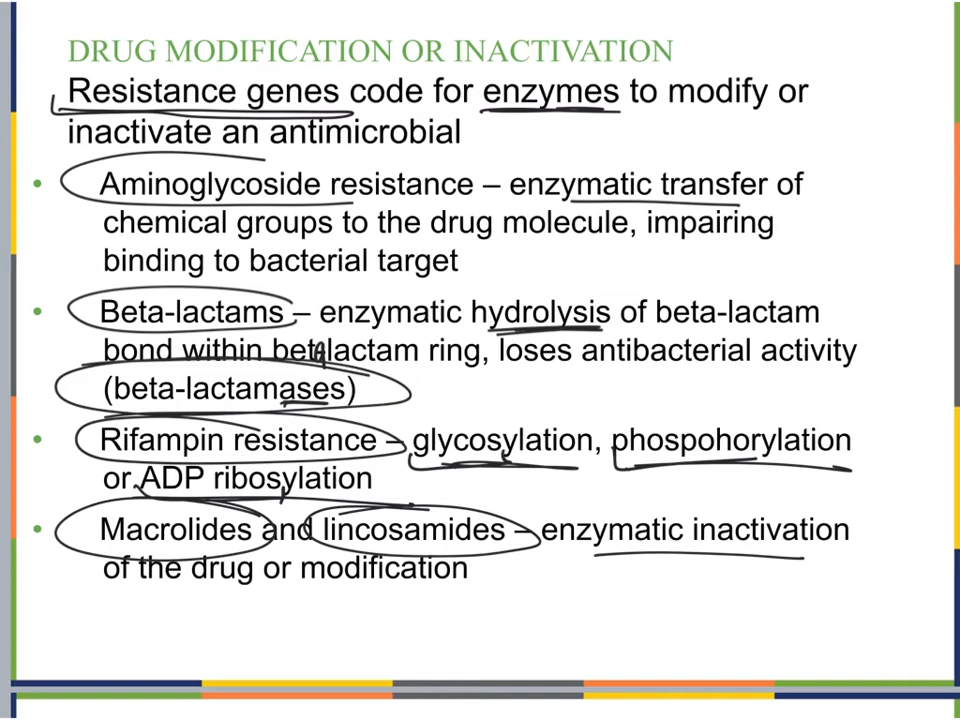 DRUG MODIFICATION OR INACTIVATION
Resistance genes code for enzymes to modify or
inactivate an antimicrobial
• Aminoglycoside resistance – enzymatic transfer of
chemical groups to the drug molecule, impairing
binding to bacterial target
• Beta-lactams – enzymatic hydrolysis of beta-lactam
bond within beta lactam ring, loses antibacterial activity
(beta-lactamases)
• Rifampin resistance – glycosylation, phospohorylation
or ADP ribosylation
• Macrolides and lincosamides – enzymatic inactivation
of the drug or modification